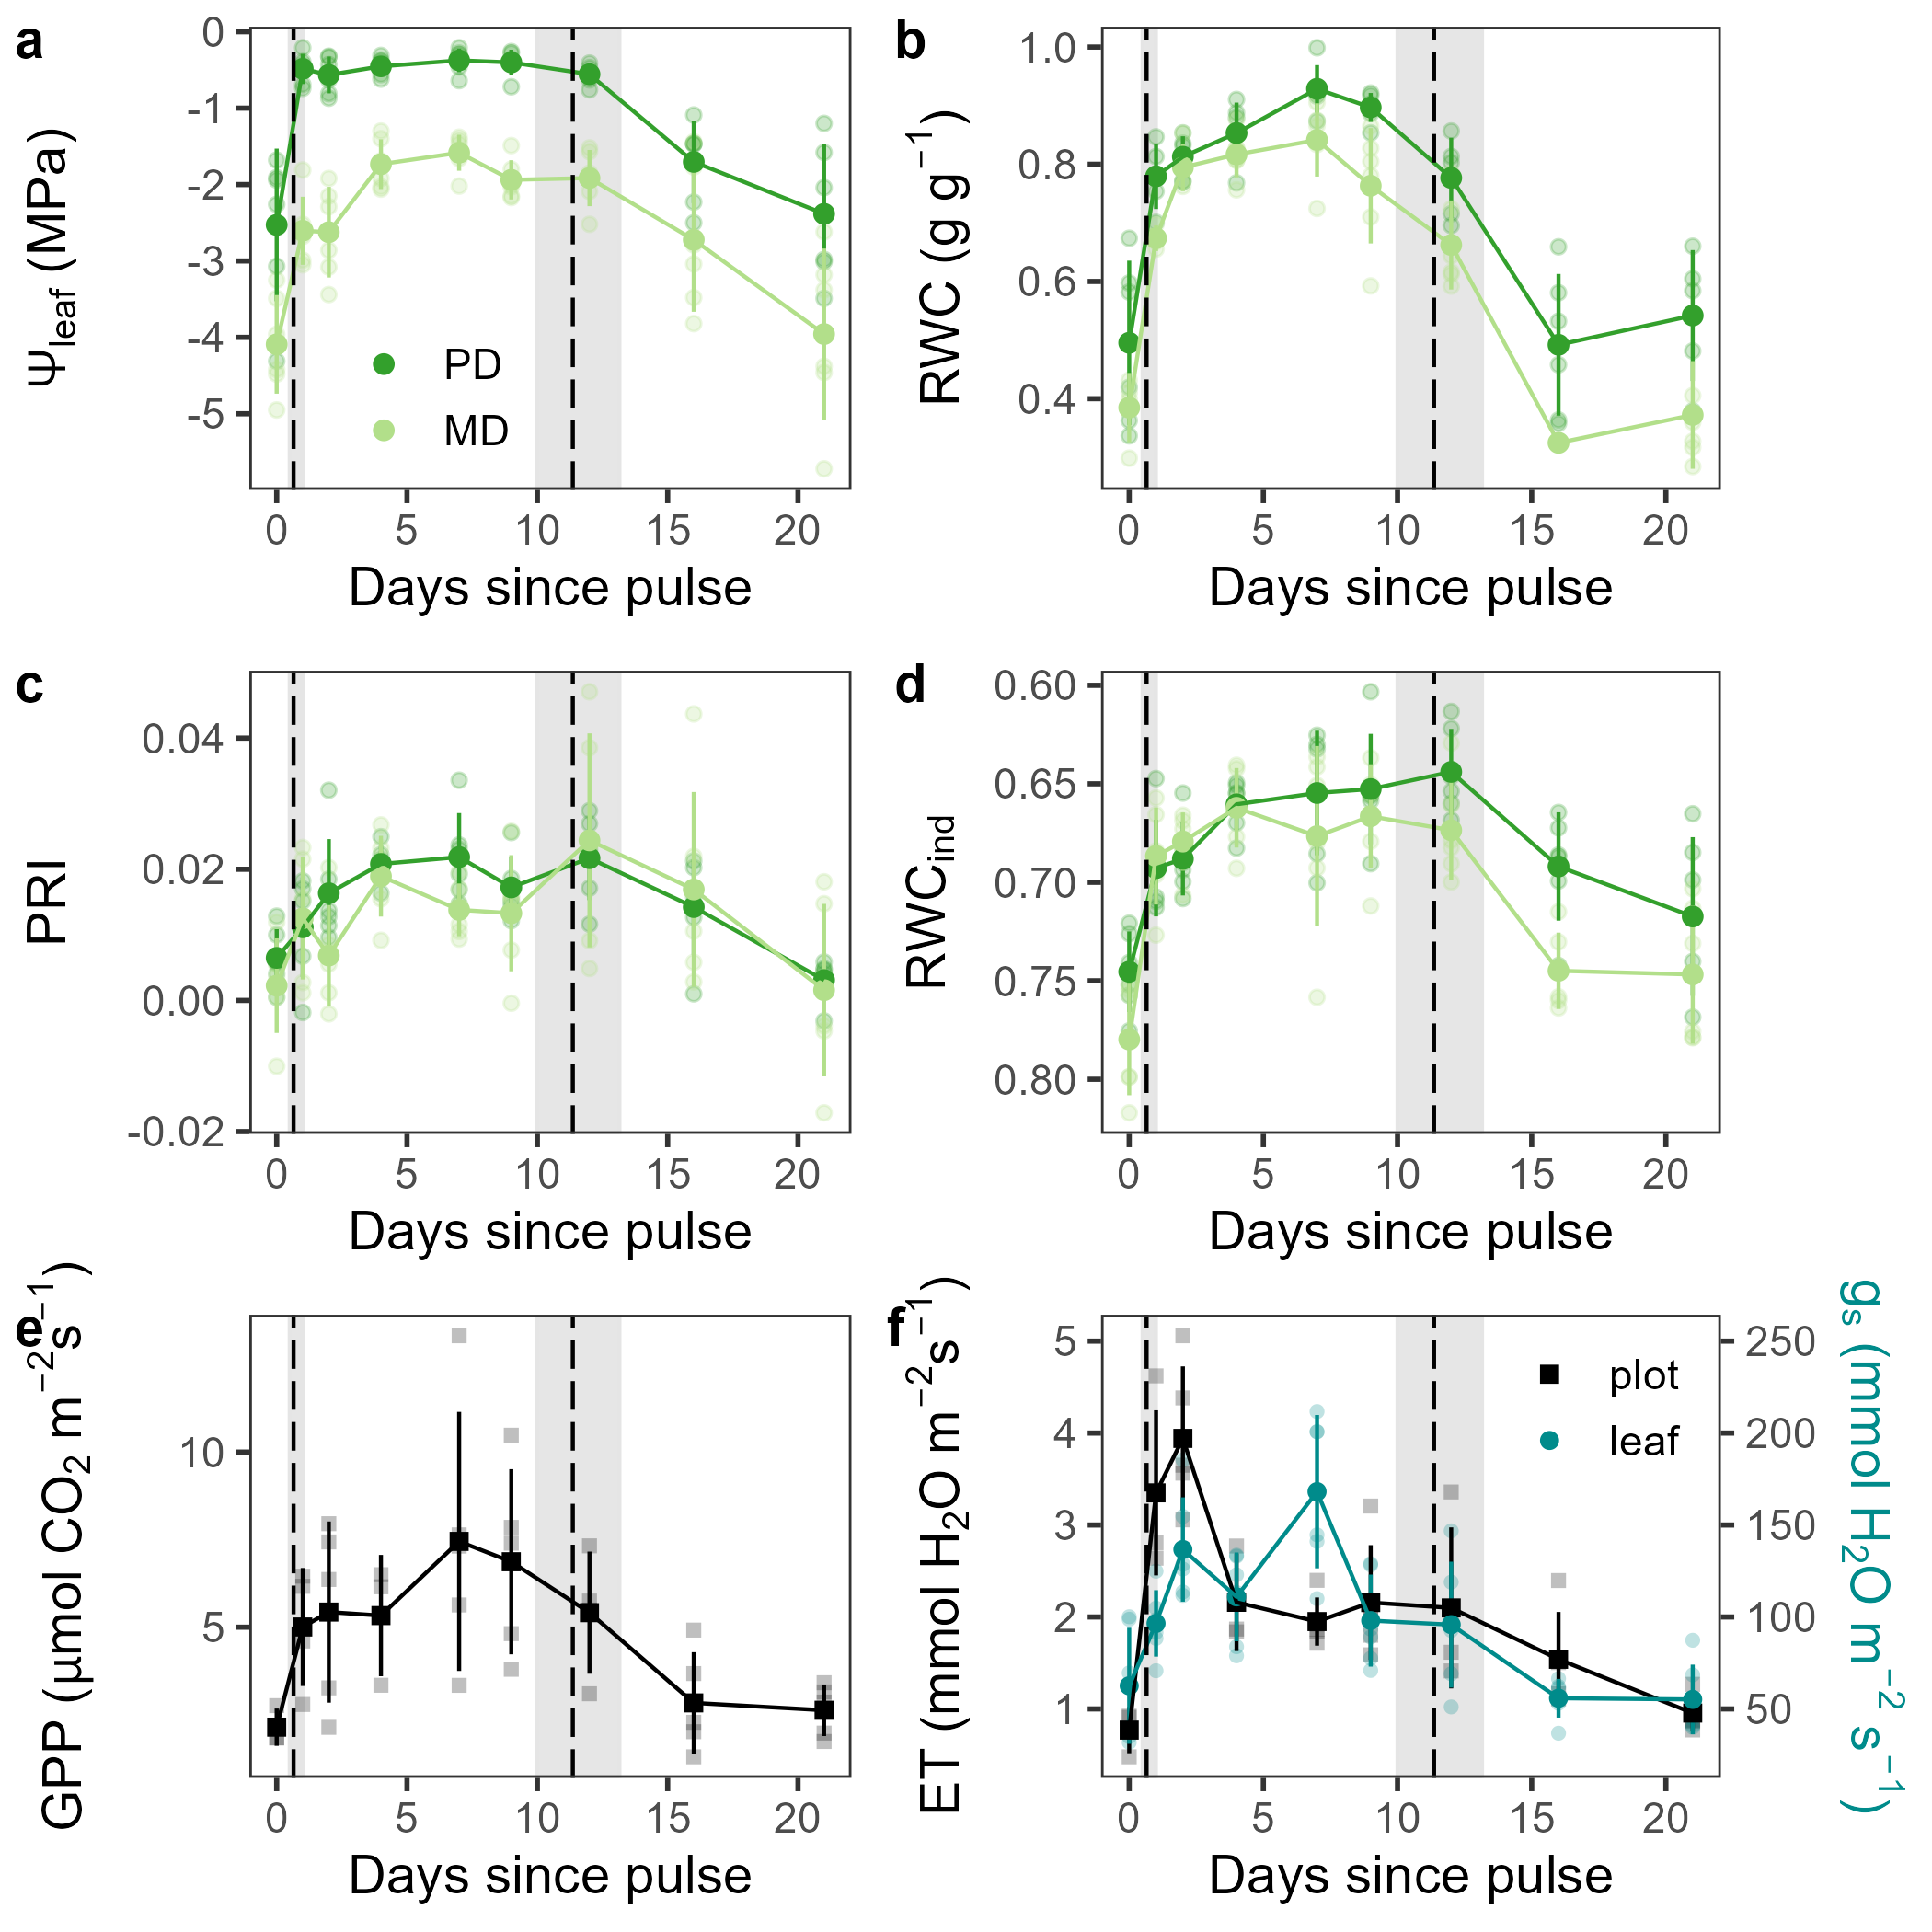 a
0
-1
-2
-3
-4
-5
Ψleaf (MPa)
PD
MD
0 5 10 15 20
Days since pulse
b
1.0
0.8
0.6
0.4
RWC (g g⁻¹)
0 5 10 15 20
Days since pulse
c
0.04
0.02
0.00
-0.02
PRI
0 5 10 15 20
Days since pulse
d
0.60
0.65
0.70
0.75
0.80
RWCind
0 5 10 15 20
Days since pulse
e
10
5
GPP (µmol CO₂ m⁻²s⁻¹)
0 5 10 15 20
Days since pulse
f
5
4
3
2
1
ET (mmol H₂O m⁻²s⁻¹)
plot
leaf
250
200
150
100
50
gs (mmol H₂O m⁻² s⁻¹)
0 5 10 15 20
Days since pulse